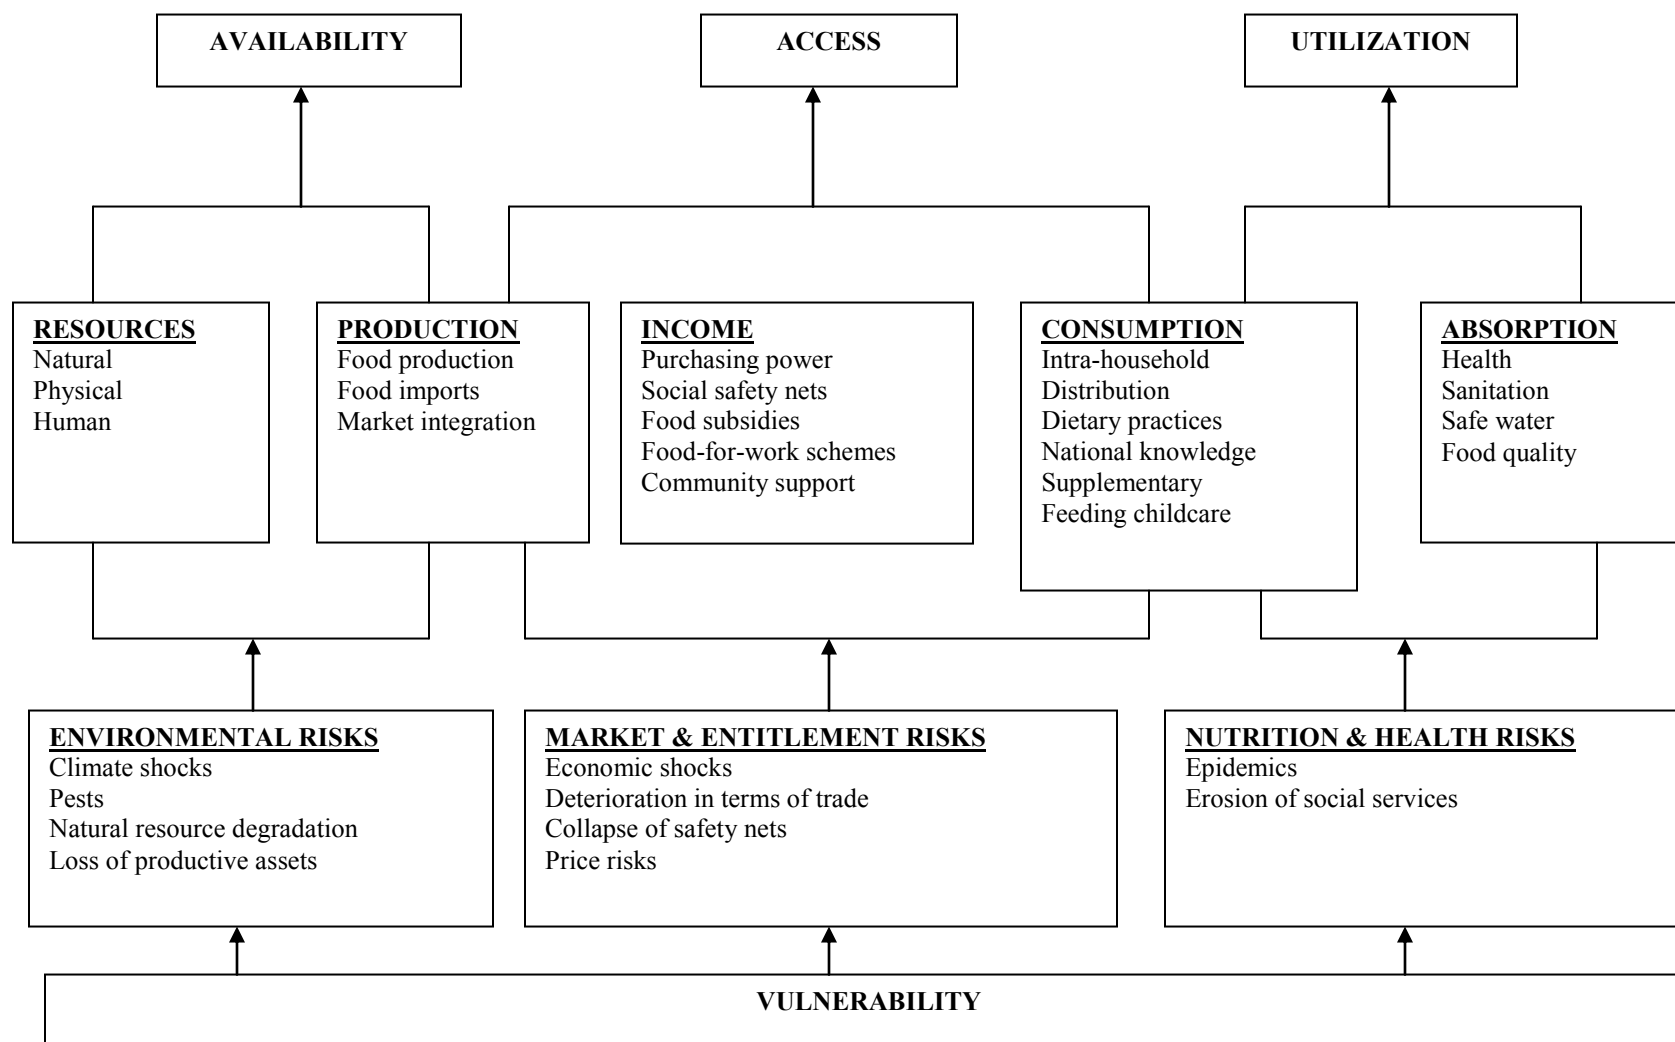 AVAILABILITY
ACCESS
UTILIZATION
RESOURCES
Natural
Physical
Human
PRODUCTION
Food production
Food imports
Market integration
INCOME
Purchasing power
Social safety nets
Food subsidies
Food-for-work schemes
Community support
CONSUMPTION
Intra-household
Distribution
Dietary practices
National knowledge
Supplementary
Feeding childcare
ABSORPTION
Health
Sanitation
Safe water
Food quality
ENVIRONMENTAL RISKS
Climate shocks
Pests
Natural resource degradation
Loss of productive assets
MARKET & ENTITLEMENT RISKS
Economic shocks
Deterioration in terms of trade
Collapse of safety nets
Price risks
NUTRITION & HEALTH RISKS
Epidemics
Erosion of social services
VULNERABILITY